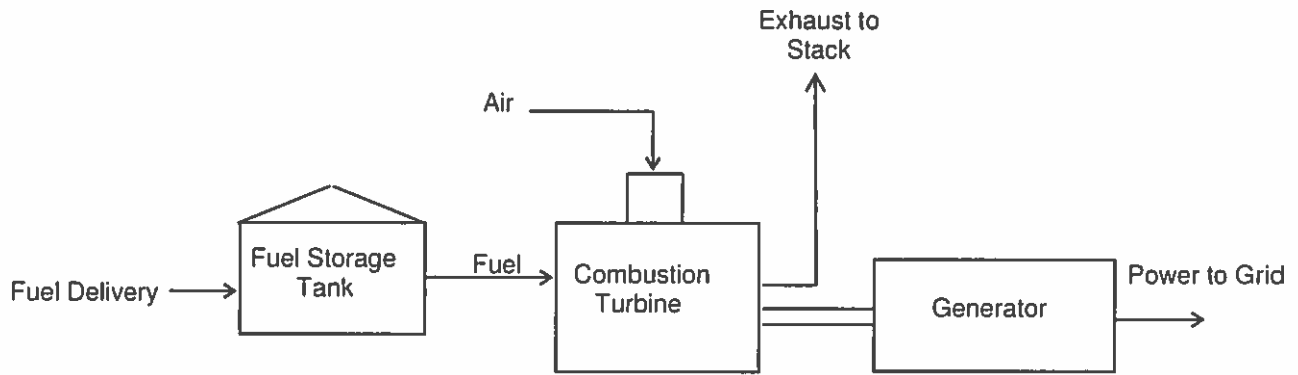 Exhaust to
Stack
Air
Fuel Storage
Tank
Fuel
Combustion
Turbine
Fuel Delivery
Generator
Power to Grid